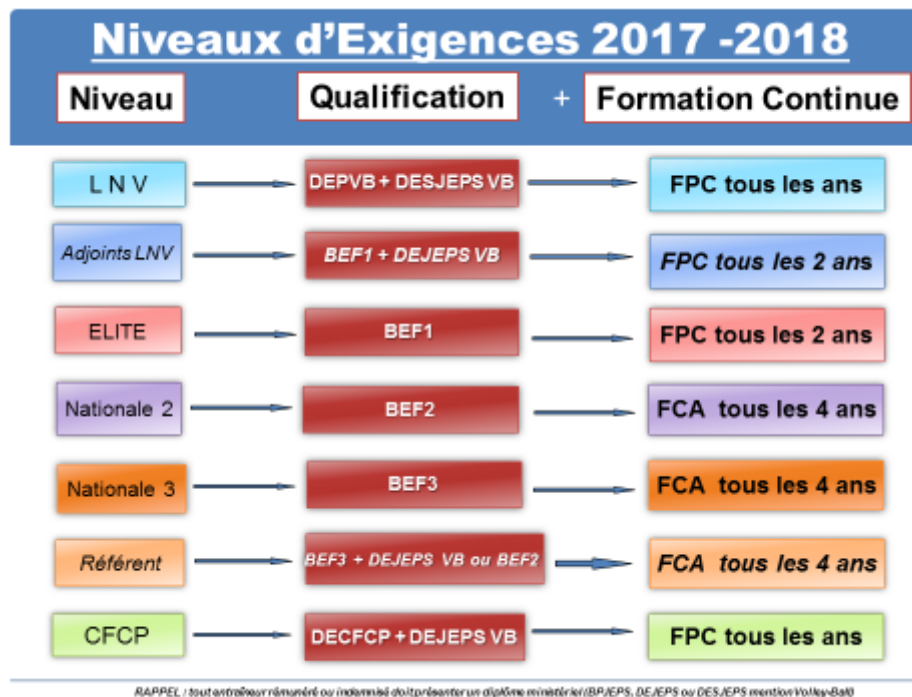 Niveaux d'Exigences 2017 -2018
Niveau Qualification + Formation Continue
L N V DEPVB + DESJEPS VB FPC tous les ans
Adjoints LNV BEF1 + DEJEPS VB FPC tous les 2 ans
ELITE BEF1 FPC tous les 2 ans
Nationale 2 BEF2 FCA tous les 4 ans
Nationale 3 BEF3 FCA tous les 4 ans
Référent BEF3 + DEJEPS VB ou BEF2 FCA tous les 4 ans
CFCP DECFCP + DEJEPS VB FPC tous les ans
RAPPEL : tout entraîneur rémunéré ou indemnisé doit présenter un diplôme ministériel (BPJEPS, DEJEPS ou DESJEPS mention Volley-Ball)